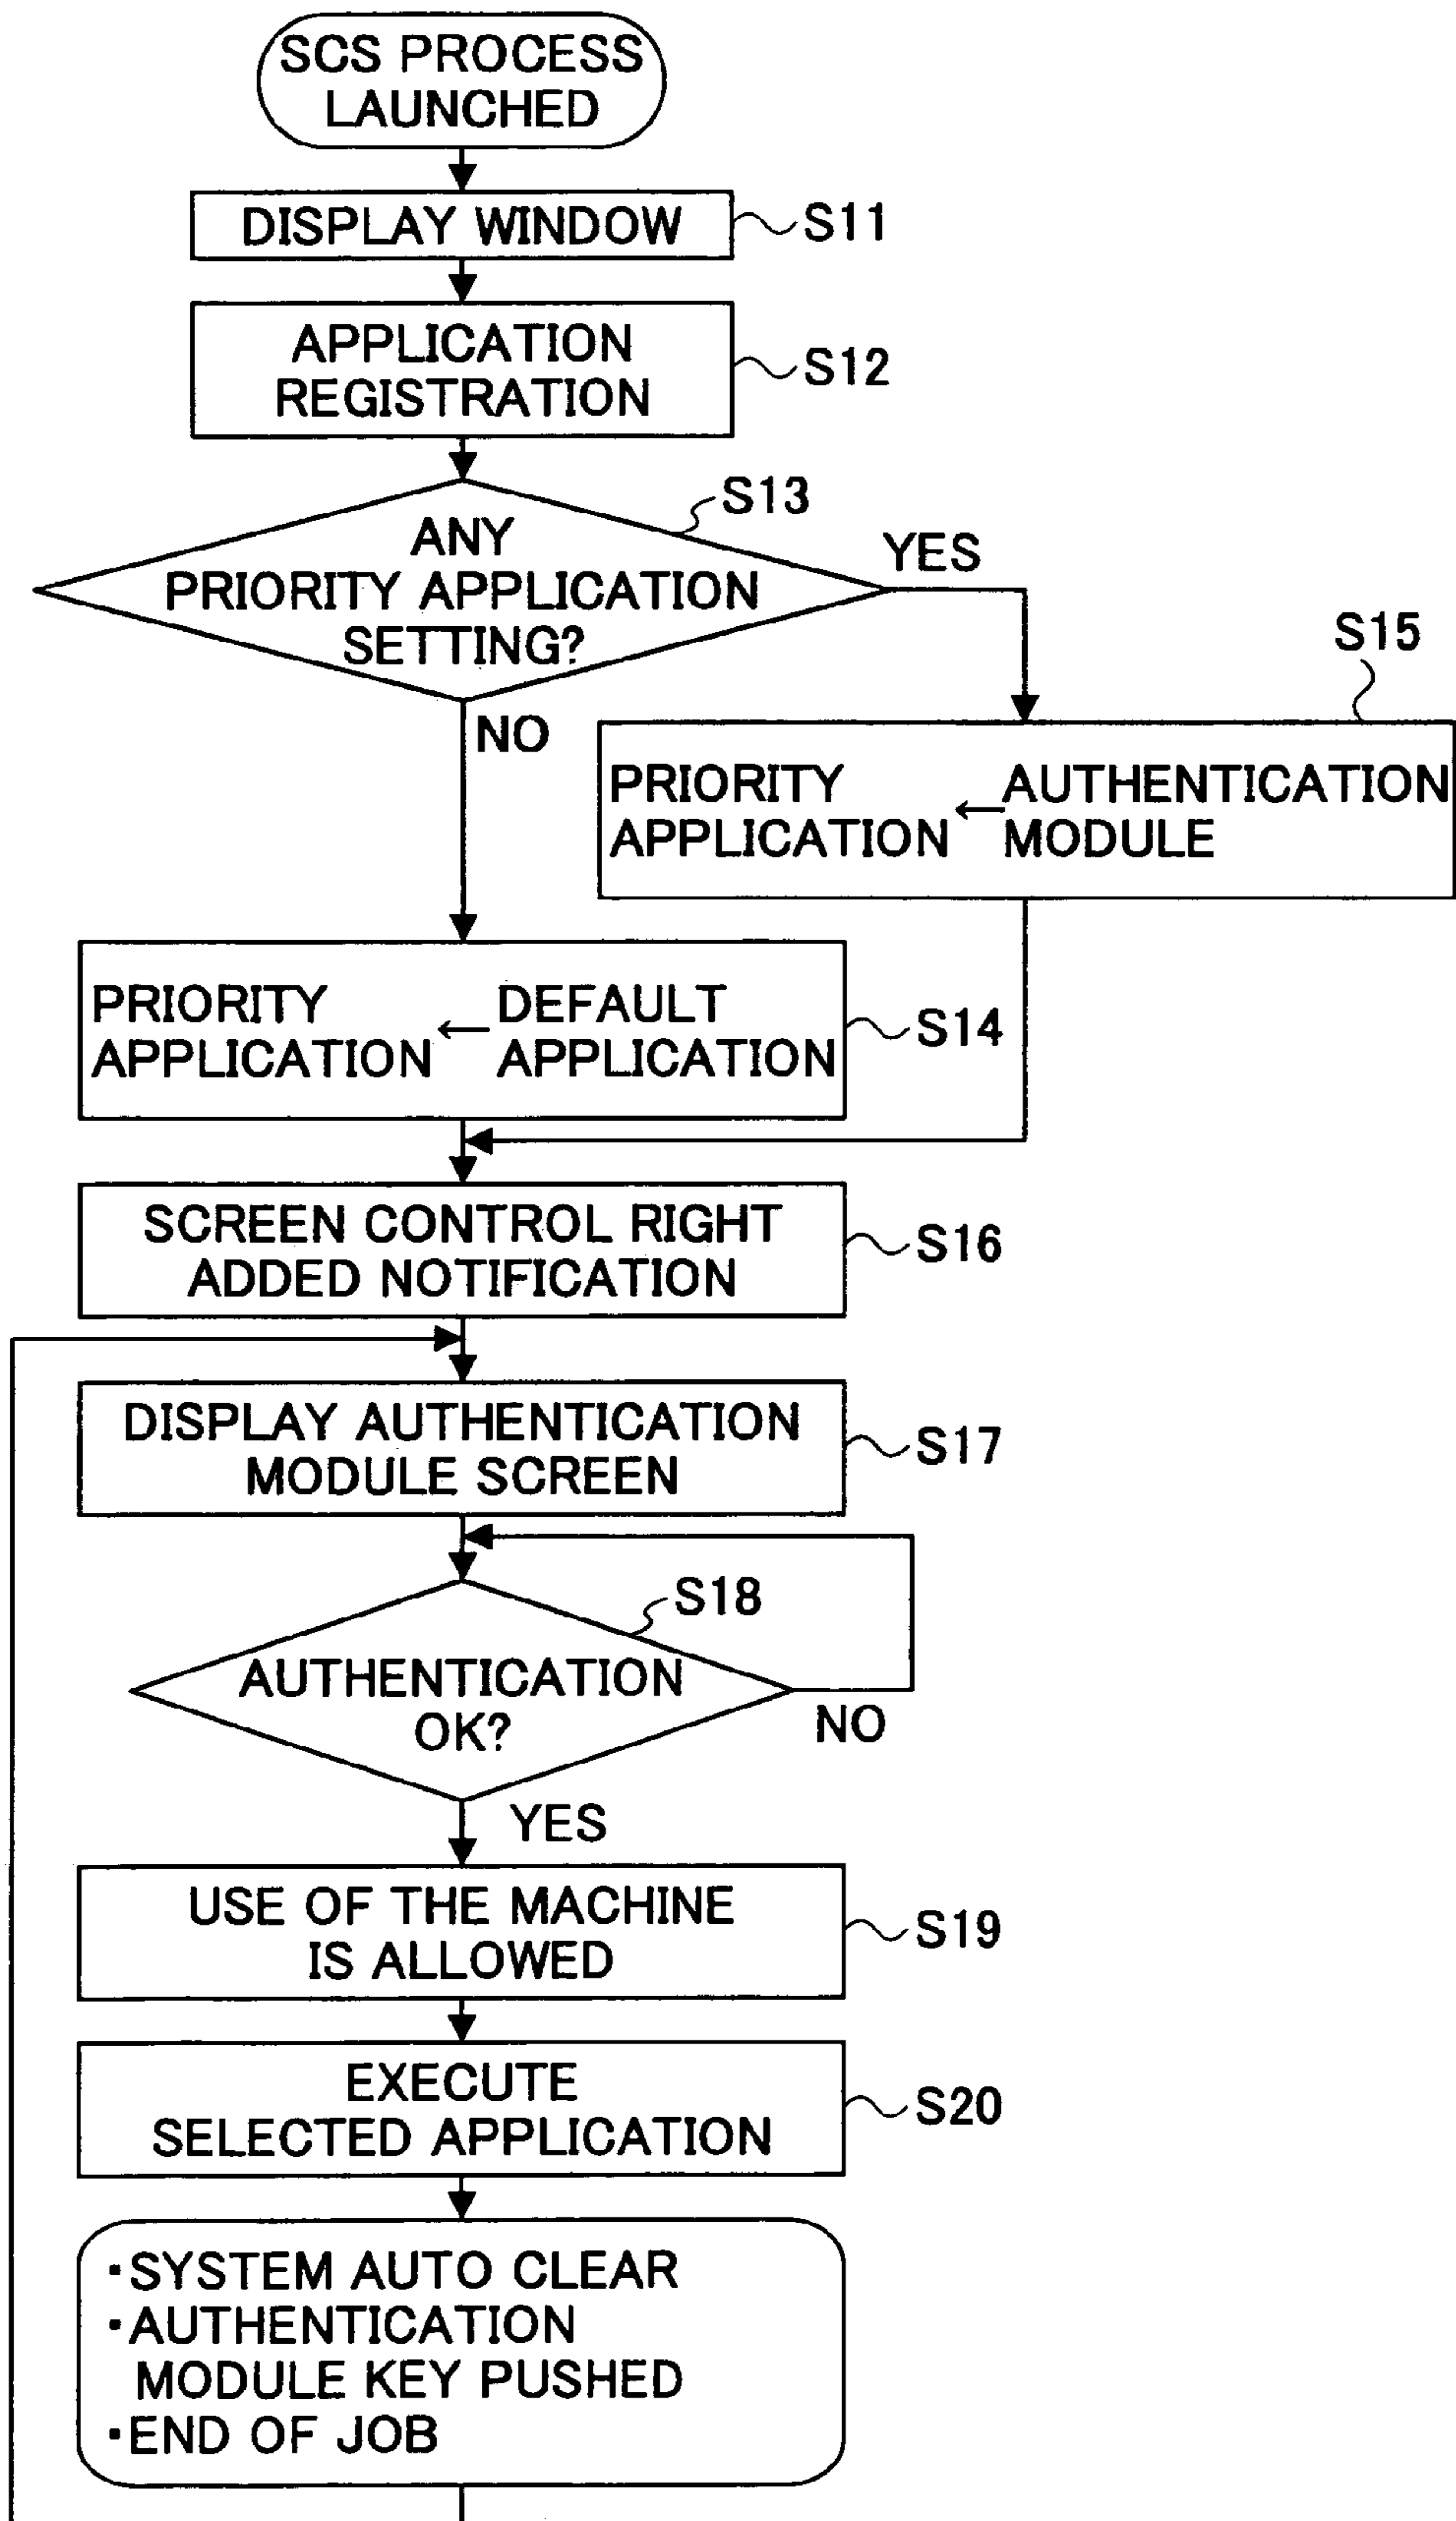 SCS PROCESS
LAUNCHED
DISPLAY WINDOW
S11
APPLICATION
REGISTRATION
S12
S13
ANY
PRIORITY APPLICATION
SETTING?
YES
NO
S15
PRIORITY ← AUTHENTICATION
APPLICATION MODULE
PRIORITY ← DEFAULT
APPLICATION APPLICATION
S14
SCREEN CONTROL RIGHT
ADDED NOTIFICATION
S16
DISPLAY AUTHENTICATION
MODULE SCREEN
S17
S18
AUTHENTICATION
OK?
NO
YES
USE OF THE MACHINE
IS ALLOWED
S19
EXECUTE
SELECTED APPLICATION
S20
・SYSTEM AUTO CLEAR
・AUTHENTICATION
MODULE KEY PUSHED
・END OF JOB